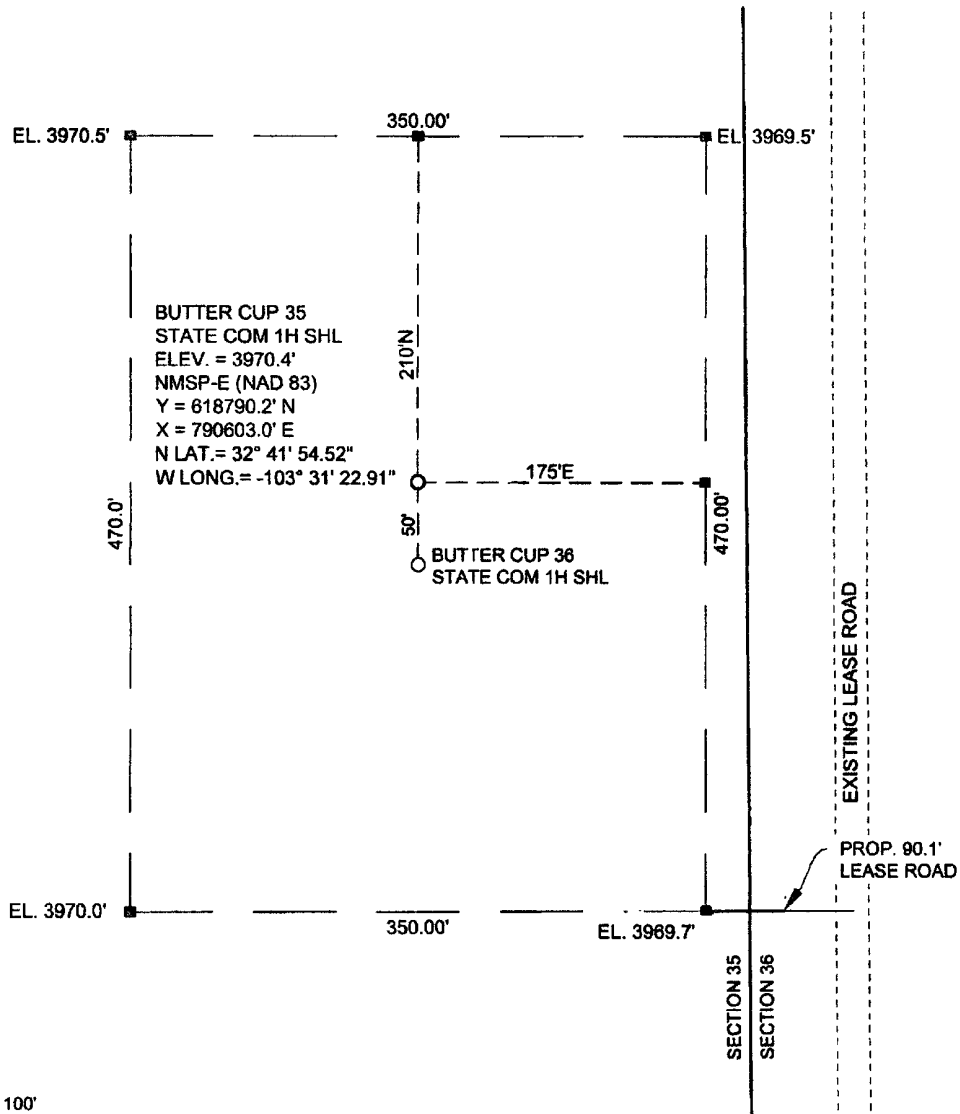 350.00'
EL. 3970.5'
EL. 3969.5'
BUTTER CUP 35
STATE COM 1H SHL
ELEV. = 3970.4'
NMSP-E (NAD 83)
Y = 618790.2' N
X = 790603.0' E
N LAT.= 32° 41' 54.52"
W LONG.= -103° 31' 22.91"
210'N
175'E
470.0'
50'
470.00'
BUTTER CUP 36
STATE COM 1H SHL
EXISTING LEASE ROAD
PROP. 90.1'
LEASE ROAD
EL. 3970.0'
350.00'
EL. 3969.7'
SECTION 35
SECTION 36
100'